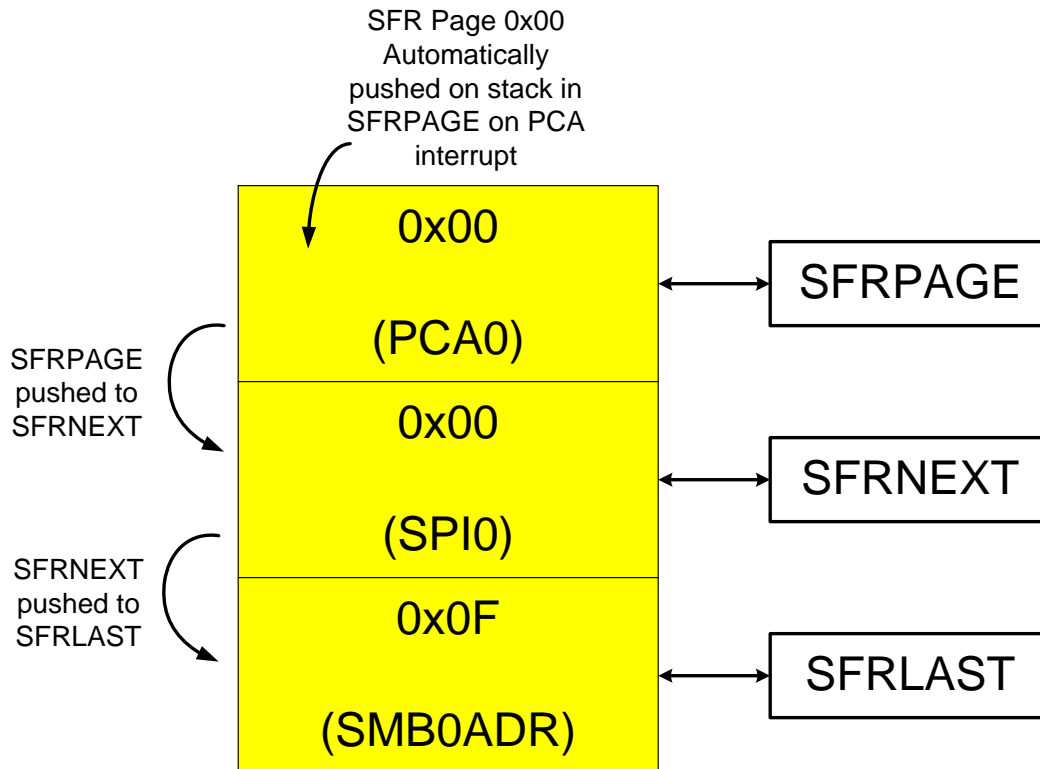 SFR Page 0x00
Automatically
pushed on stack in
SFRPAGE on PCA
interrupt
0x00
(PCA0)
SFRPAGE
SFRPAGE
pushed to
SFRNEXT
0x00
(SPI0)
SFRNEXT
SFRNEXT
pushed to
SFRLAST
0x0F
(SMB0ADR)
SFRLAST